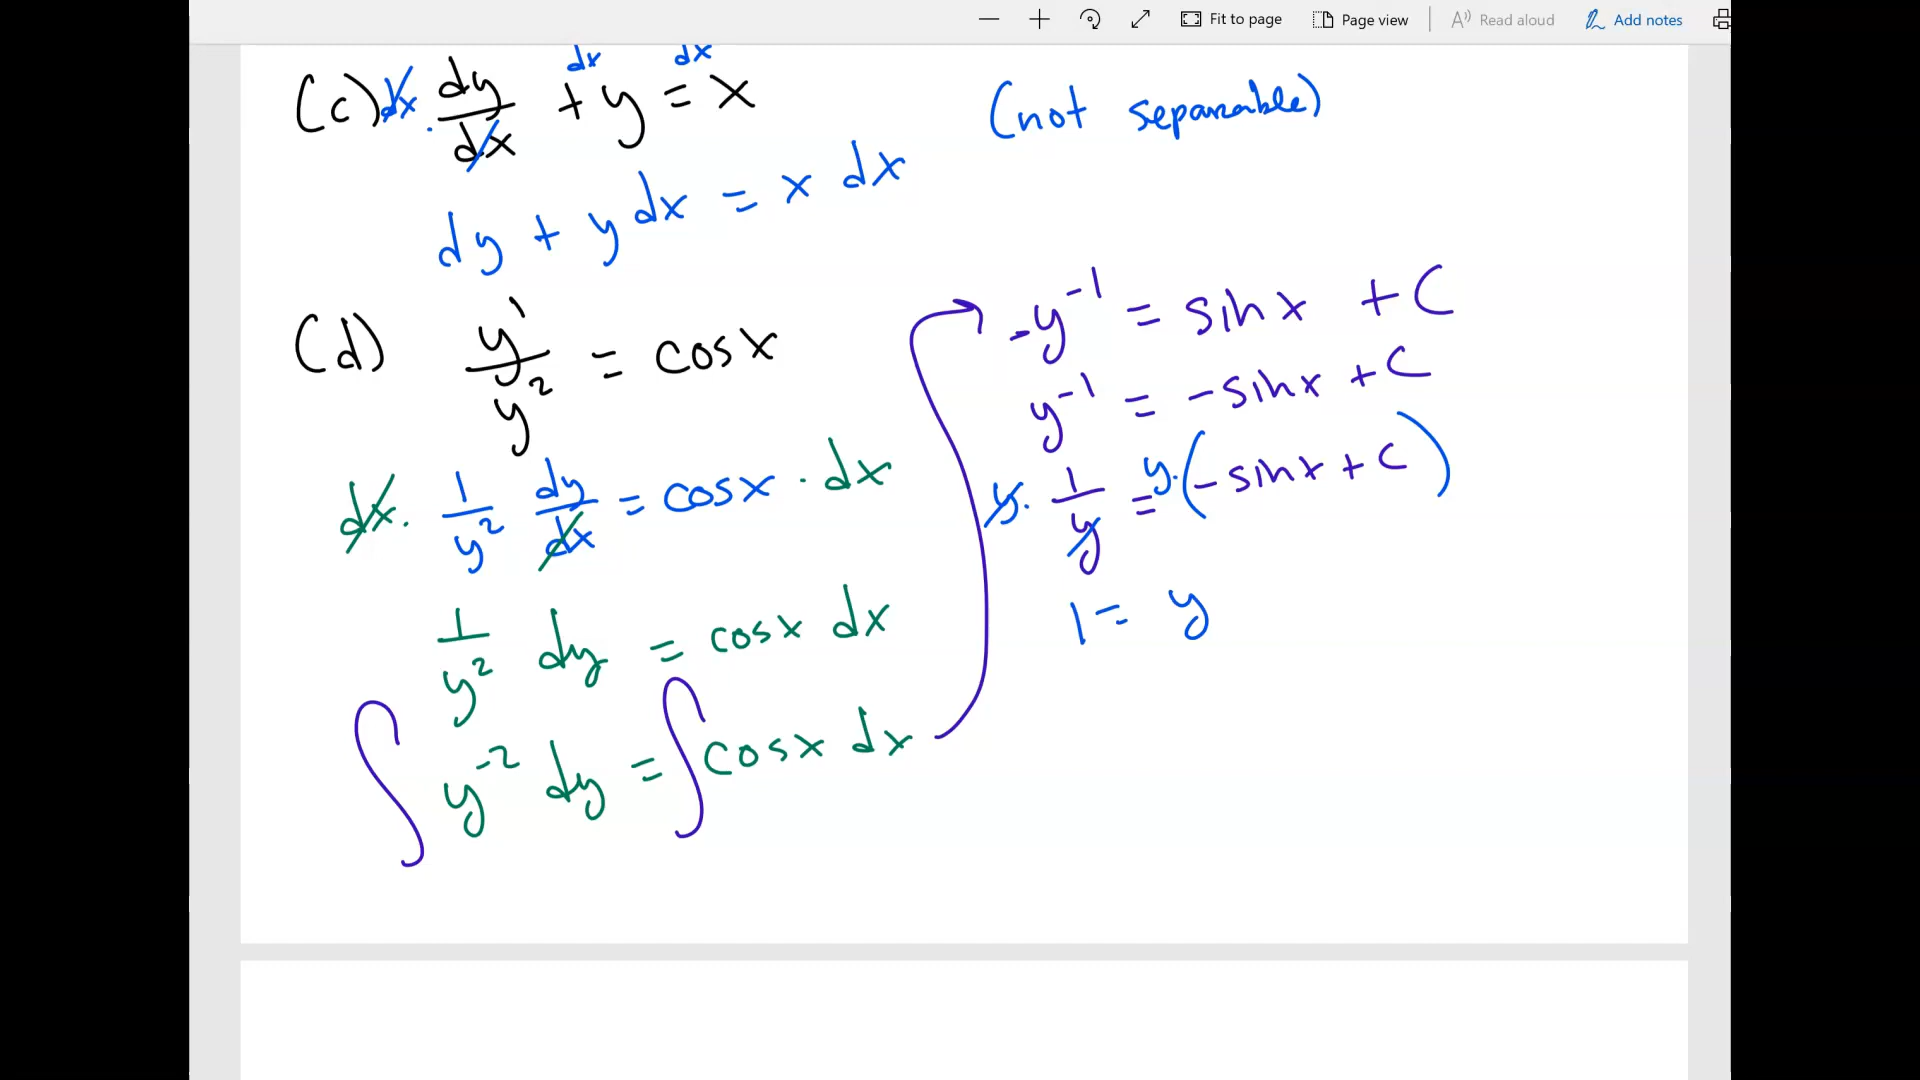 Fit to page Page view Read aloud Add notes
(c) dx · dy/dx + y dx = x dx (not separable)
dy + y dx = x dx
(d) y'/y² = cos x
dx · 1/y² dy/dx = cos x · dx
1/y² dy = cos x dx
∫ y⁻² dy = ∫ cos x dx
-y⁻¹ = sin x + C
y⁻¹ = - sin x + C
y · 1/y = y · (- sin x + C)
1 = y